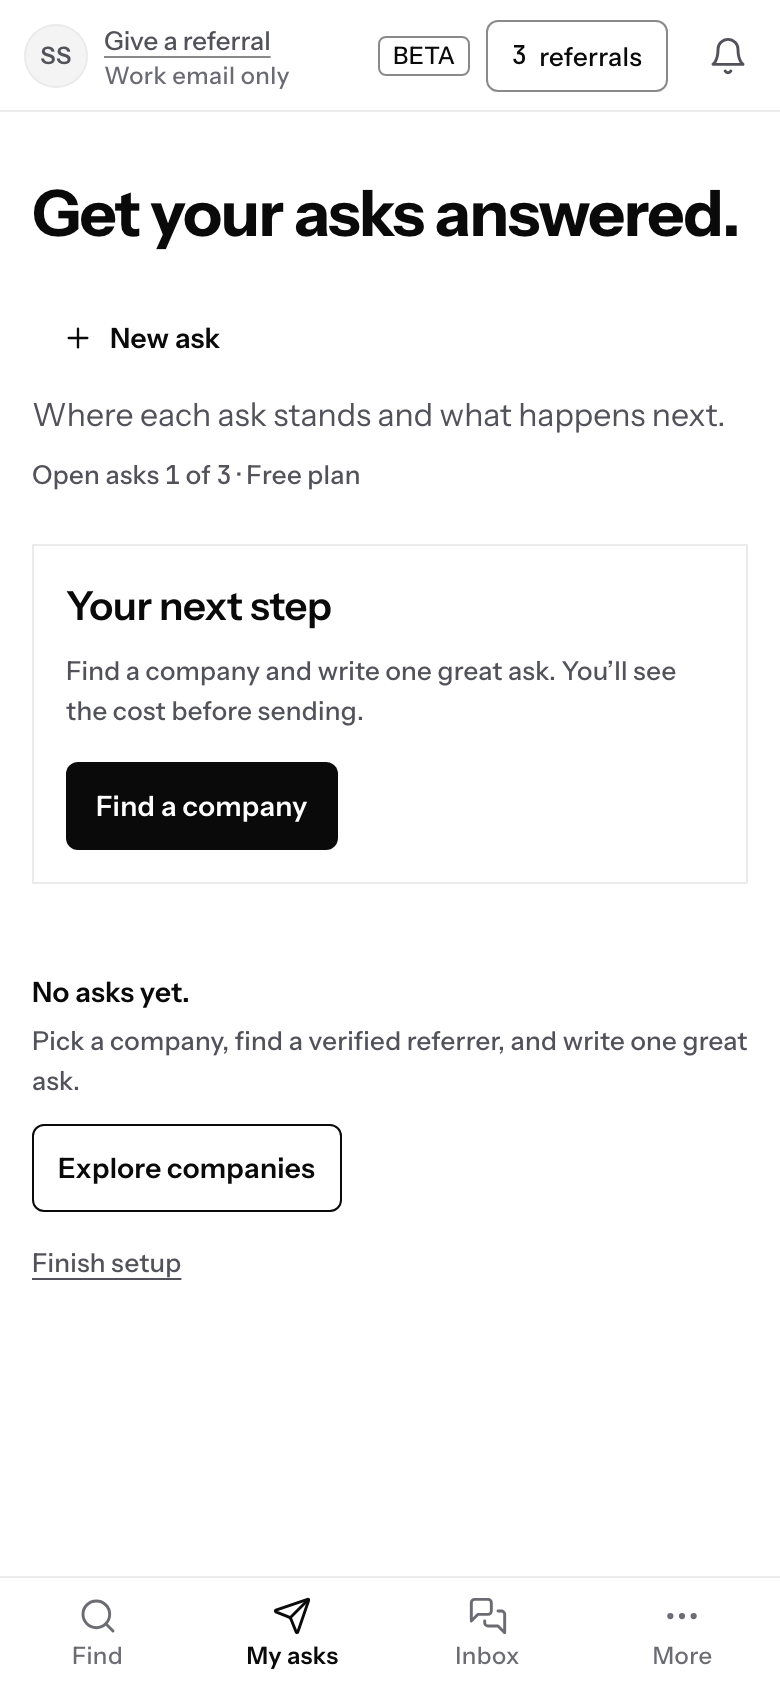 SS
Give a referral
Work email only
BETA
3 referrals
Get your asks answered.
New ask
Where each ask stands and what happens next.
Open asks 1 of 3 · Free plan
Your next step
Find a company and write one great ask. You’ll see
the cost before sending.
Find a company
No asks yet.
Pick a company, find a verified referrer, and write one great
ask.
Explore companies
Finish setup
Find
My asks
Inbox
More